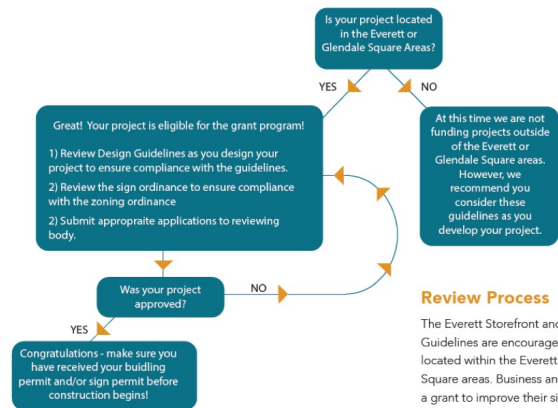 Is your project located
in the Everett or
Glendale Square Areas?
YES
NO
Great! Your project is eligible for the grant program!
1) Review Design Guidelines as you design your
project to ensure compliance with the guidelines.
2) Review the sign ordinance to ensure compliance
with the zoning ordinance
2) Submit appropraite applications to reviewing
body.
At this time we are not
funding projects outside
of the Everett or
Glendale Square areas.
However, we
recommend you
consider these
guidelines as you
develop your project.
Was your project
approved?
NO
YES
Congratulations - make sure you
have received your buidling
permit and/or sign permit before
construction begins!
Review Process
The Everett Storefront and
Guidelines are encourage
located within the Everett
Square areas. Business an
a grant to improve their si